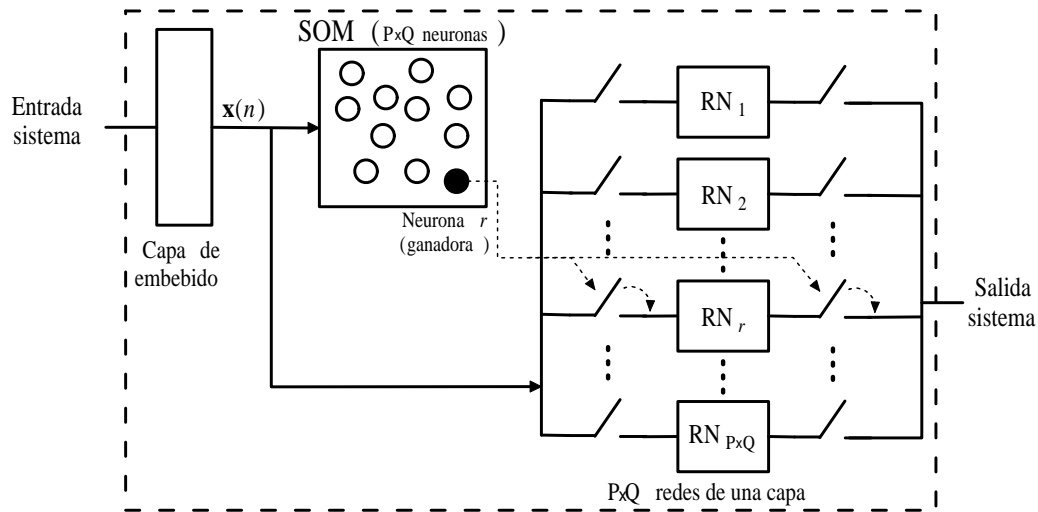 SOM (PxQ neuronas)
Entrada
sistema
x(n)
Capa de
embebido
Neurona r
(ganadora)
RN 1
RN 2
RN r
RN PxQ
PxQ redes de una capa
Salida
sistema